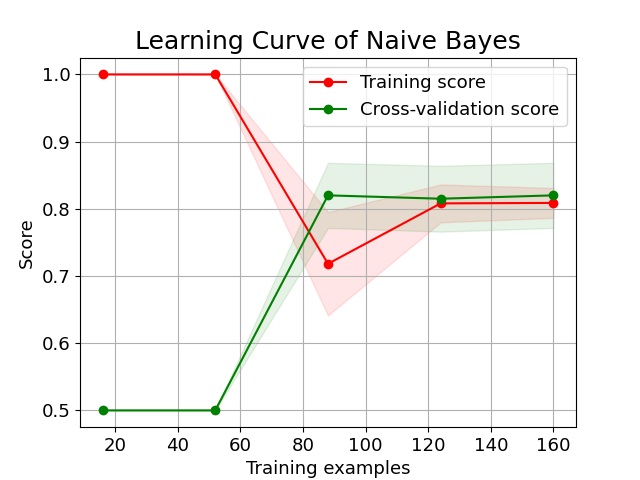 Learning Curve of Naive Bayes
Training score
Cross-validation score
1.0
0.9
0.8
0.7
0.6
0.5
Score
20 40 60 80 100 120 140 160
Training examples